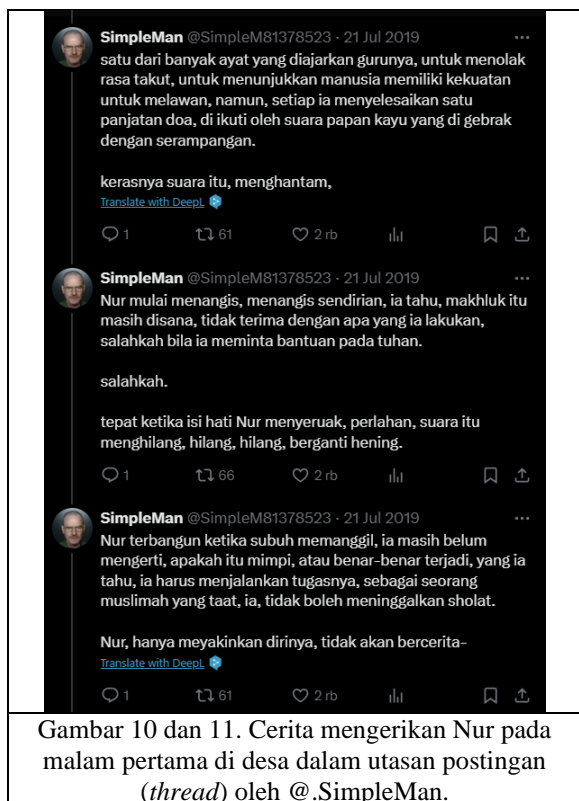 SimpleMan @SimpleM81378523 · 21 Jul 2019
satu dari banyak ayat yang diajarkan gurunya, untuk menolak
rasa takut, untuk menunjukkan manusia memiliki kekuatan
untuk melawan, namun, setiap ia menyelesaikan satu
panjatan doa, di ikuti oleh suara papan kayu yang di gebrak
dengan serampangan.
kerasnya suara itu, menghantam,
Translate with DeepL
1 61 2 rb
SimpleMan @SimpleM81378523 · 21 Jul 2019
Nur mulai menangis, menangis sendirian, ia tahu, makhluk itu
masih disana, tidak terima dengan apa yang ia lakukan,
salahkah bila ia meminta bantuan pada tuhan.
salahkah.
tepat ketika isi hati Nur menyeruak, perlahan, suara itu
menghilang, hilang, hilang, berganti hening.
1 66 2 rb
SimpleMan @SimpleM81378523 · 21 Jul 2019
Nur terbangun ketika subuh memanggil, ia masih belum
mengerti, apakah itu mimpi, atau benar-benar terjadi, yang ia
tahu, ia harus menjalankan tugasnya, sebagai seorang
muslimah yang taat, ia, tidak boleh meninggalkan sholat.
Nur, hanya meyakinkan dirinya, tidak akan bercerita-
Translate with DeepL
1 61 2 rb
Gambar 10 dan 11. Cerita mengerikan Nur pada
malam pertama di desa dalam utasan postingan
(thread) oleh @.SimpleMan.